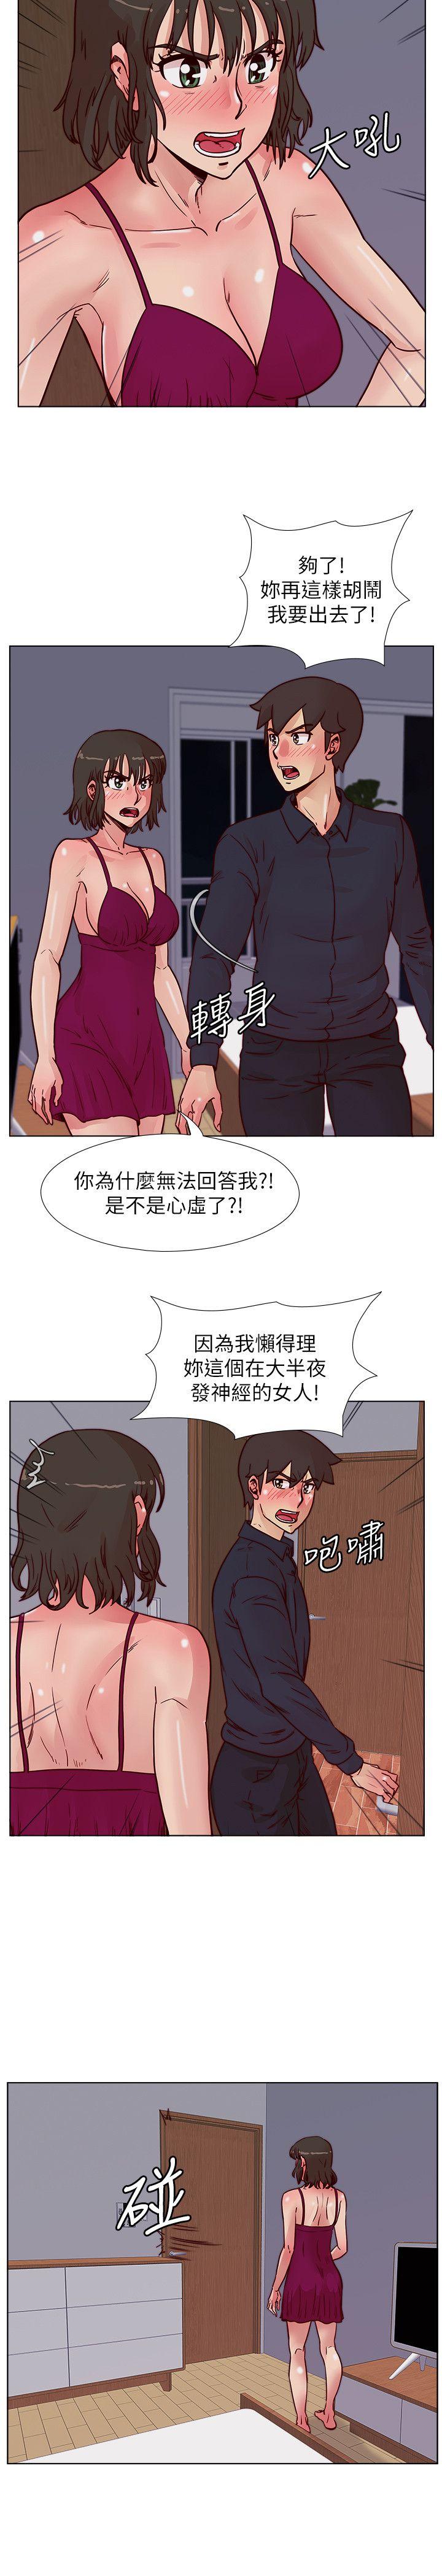 大吼
夠了!
妳再這樣胡鬧
我要出去了!
轉身
你為什麼無法回答我?!
是不是心虛了?!
因為我懶得理
妳這個在大半夜
發神經的女人!
咆嘯
碰